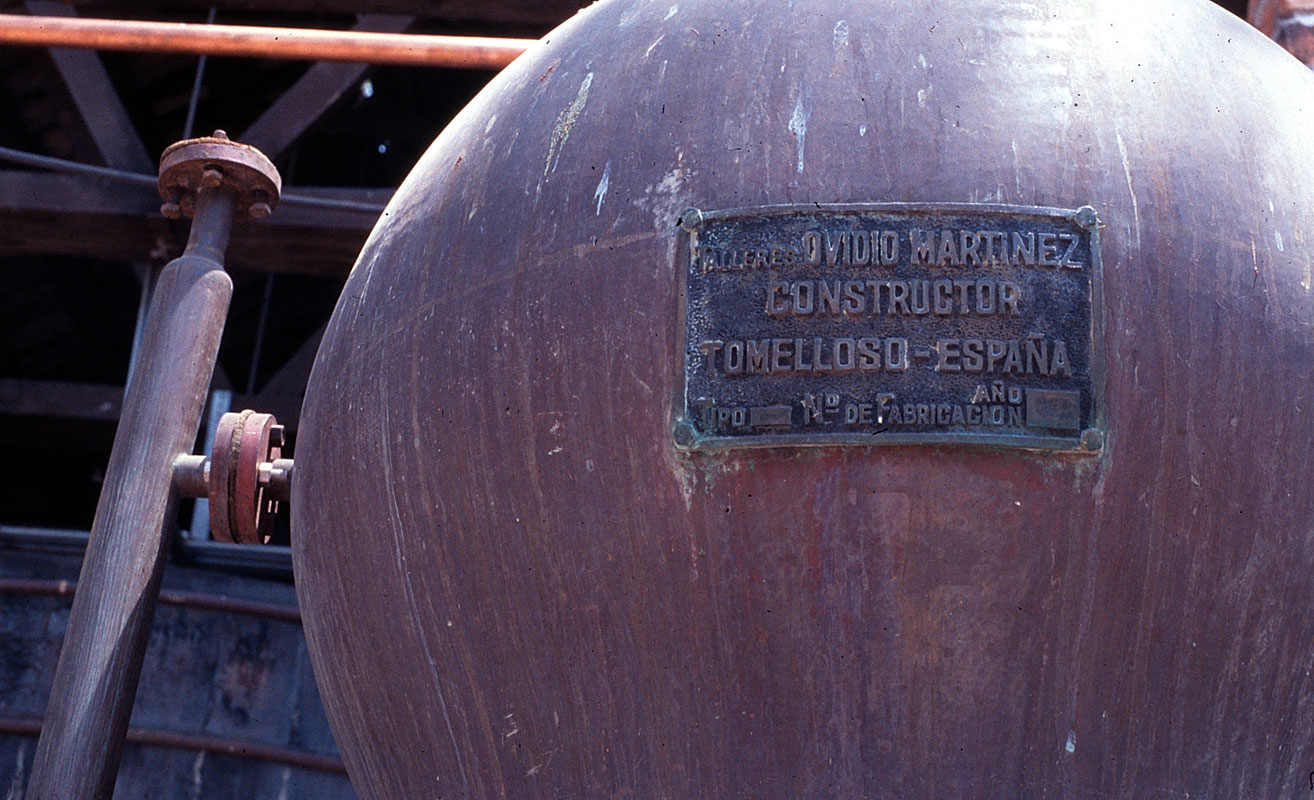 TALLERES OVIDIO MARTINEZ
CONSTRUCTOR
TOMELLOSO-ESPAÑA
TIPO Nº DE FABRICACION AÑO